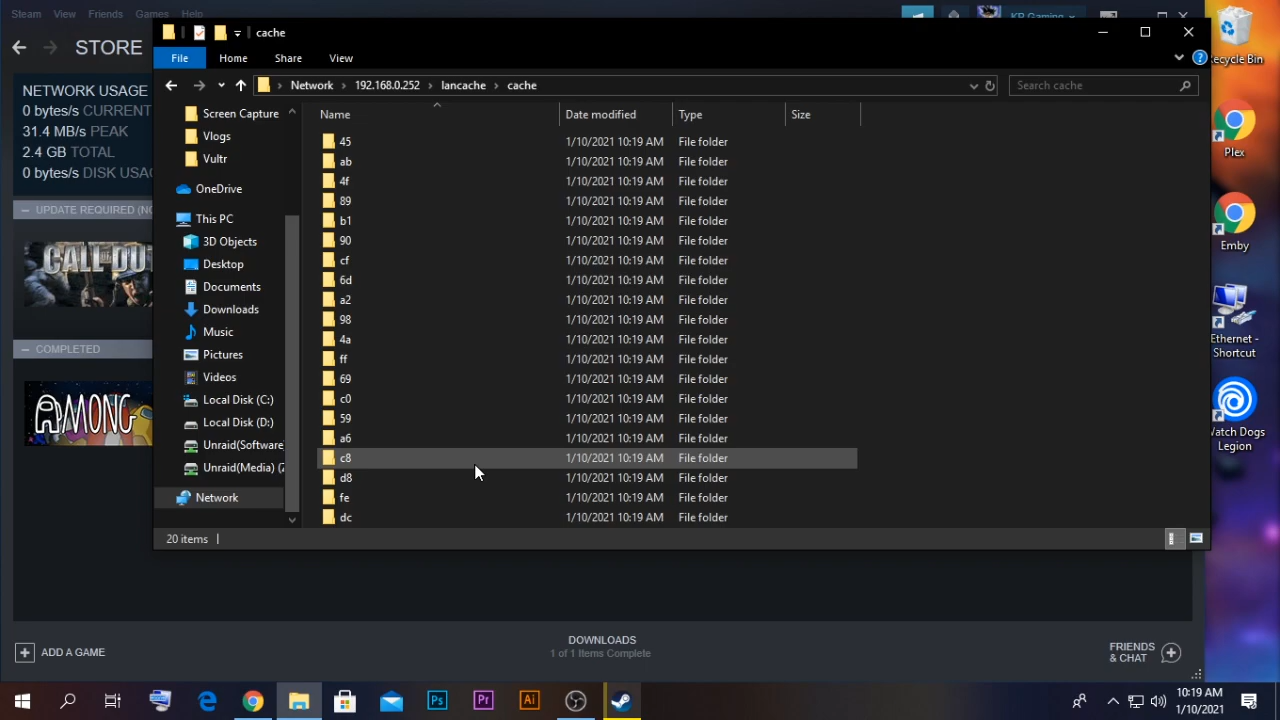 Steam View Friends Games Help
KR Gaming
STORE
NETWORK USAGE
0 bytes/s CURRENT
31.4 MB/s PEAK
2.4 GB TOTAL
0 bytes/s DISK USAG
UPDATE REQUIRED (NO
CALL OF DU
COMPLETED
AMONG
cache
File Home Share View
Network 192.168.0.252 lancache cache
Search cache
Screen Capture
Vlogs
Vultr
OneDrive
This PC
3D Objects
Desktop
Documents
Downloads
Music
Pictures
Videos
Local Disk (C:)
Local Disk (D:)
Unraid(Software
Unraid(Media) (Z
Network
Name Date modified Type Size
45 1/10/2021 10:19 AM File folder
ab 1/10/2021 10:19 AM File folder
4f 1/10/2021 10:19 AM File folder
89 1/10/2021 10:19 AM File folder
b1 1/10/2021 10:19 AM File folder
90 1/10/2021 10:19 AM File folder
cf 1/10/2021 10:19 AM File folder
6d 1/10/2021 10:19 AM File folder
a2 1/10/2021 10:19 AM File folder
98 1/10/2021 10:19 AM File folder
4a 1/10/2021 10:19 AM File folder
ff 1/10/2021 10:19 AM File folder
69 1/10/2021 10:19 AM File folder
c0 1/10/2021 10:19 AM File folder
59 1/10/2021 10:19 AM File folder
a6 1/10/2021 10:19 AM File folder
c8 1/10/2021 10:19 AM File folder
d8 1/10/2021 10:19 AM File folder
fe 1/10/2021 10:19 AM File folder
dc 1/10/2021 10:19 AM File folder
20 items
Recycle Bin
Plex
Emby
Ethernet -
Shortcut
Watch Dogs
Legion
ADD A GAME
DOWNLOADS
1 of 1 Items Complete
FRIENDS
& CHAT
Ps Pr Ai
10:19 AM
1/10/2021